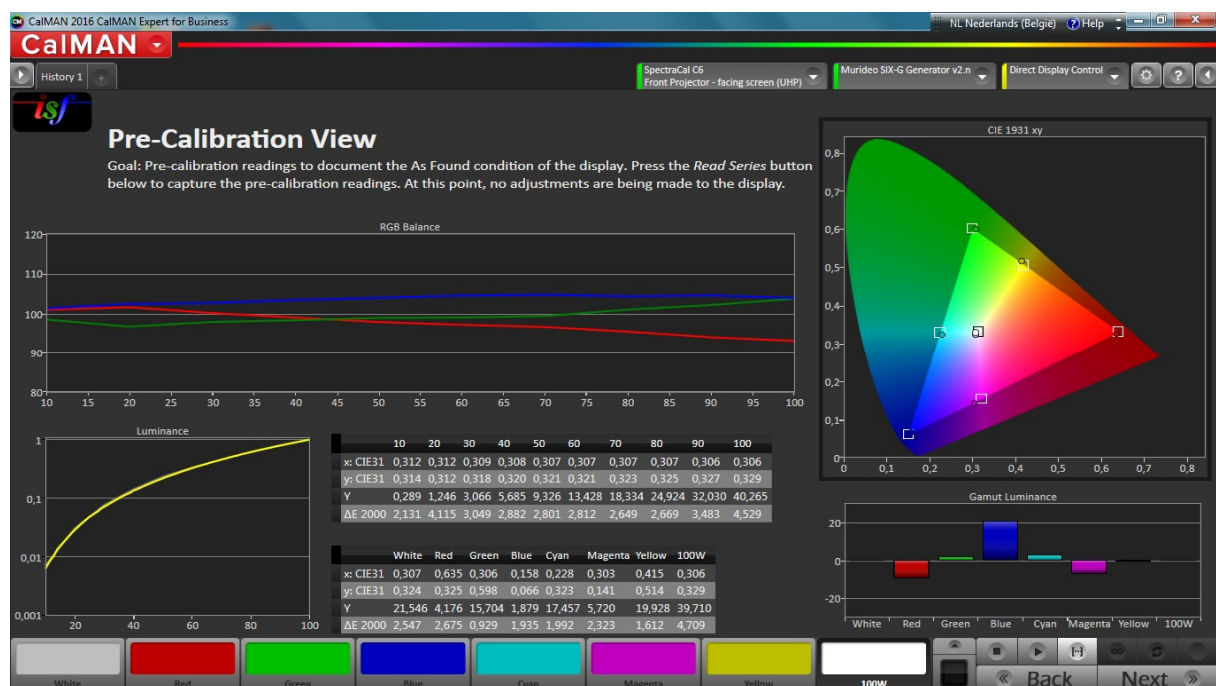 CM CalMAN 2016 CalMAN Expert for Business
NL Nederlands (België) ? Help
CalMAN
History 1 +
SpectraCal C6
Front Projector - facing screen (UHP)
Murideo SIX-G Generator v2.n
Direct Display Control
?
isf
Pre-Calibration View
Goal: Pre-calibration readings to document the As Found condition of the display. Press the Read Series button
below to capture the pre-calibration readings. At this point, no adjustments are being made to the display.
RGB Balance
120
110
100
90
80
10 15 20 25 30 35 40 45 50 55 60 65 70 75 80 85 90 95 100
CIE 1931 xy
0,8
0,7
0,6
0,5
0,4
0,3
0,2
0,1
0
0 0,1 0,2 0,3 0,4 0,5 0,6 0,7 0,8
Luminance
1
0,1
0,01
0,001
20 40 60 80 100
10 20 30 40 50 60 70 80 90 100
x: CIE31 0,312 0,312 0,309 0,308 0,307 0,307 0,307 0,307 0,306 0,306
y: CIE31 0,314 0,312 0,318 0,320 0,321 0,321 0,323 0,325 0,327 0,329
Y 0,289 1,246 3,066 5,685 9,326 13,428 18,334 24,924 32,030 40,265
ΔE 2000 2,131 4,115 3,049 2,882 2,801 2,812 2,649 2,669 3,483 4,529
White Red Green Blue Cyan Magenta Yellow 100W
x: CIE31 0,307 0,635 0,306 0,158 0,228 0,303 0,415 0,306
y: CIE31 0,324 0,325 0,598 0,066 0,323 0,141 0,514 0,329
Y 21,546 4,176 15,704 1,879 17,457 5,720 19,928 39,710
ΔE 2000 2,547 2,675 0,929 1,935 1,992 2,323 1,612 4,709
Gamut Luminance
20
0
-20
White Red Green Blue Cyan Magenta Yellow 100W
White Red Green Blue Cyan Magenta Yellow 100W
Back Next